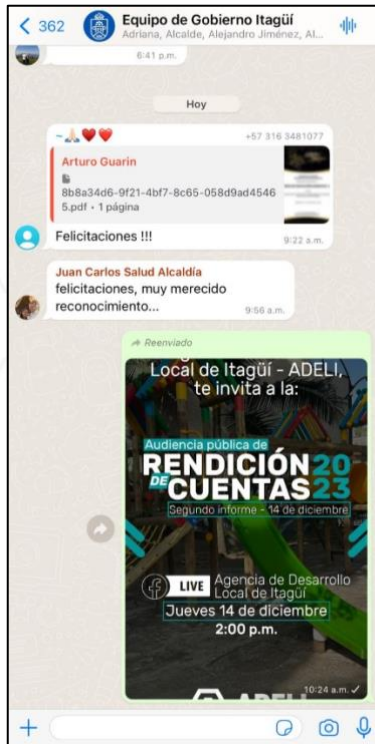 362
Equipo de Gobierno Itagüí
Adriana, Alcalde, Alejandro Jiménez, Al...
6:41 p.m.
Hoy
~🙏🏻❤️❤️ +57 316 3481077
Arturo Guarin
8b8a34d6-9f21-4bf7-8c65-058d9ad4546
5.pdf • 1 página
Felicitaciones !!!
9:22 a.m.
Juan Carlos Salud Alcaldía
felicitaciones, muy merecido
reconocimiento...
9:56 a.m.
Reenviado
Local de Itagüí - ADELI,
te invita a la:
Audiencia pública de
RENDICIÓN 20
DE CUENTAS 23
Segundo informe - 14 de diciembre
LIVE Agencia de Desarrollo
Local de Itagüí
Jueves 14 de diciembre
2:00 p.m.
ADELI
10:24 a.m.